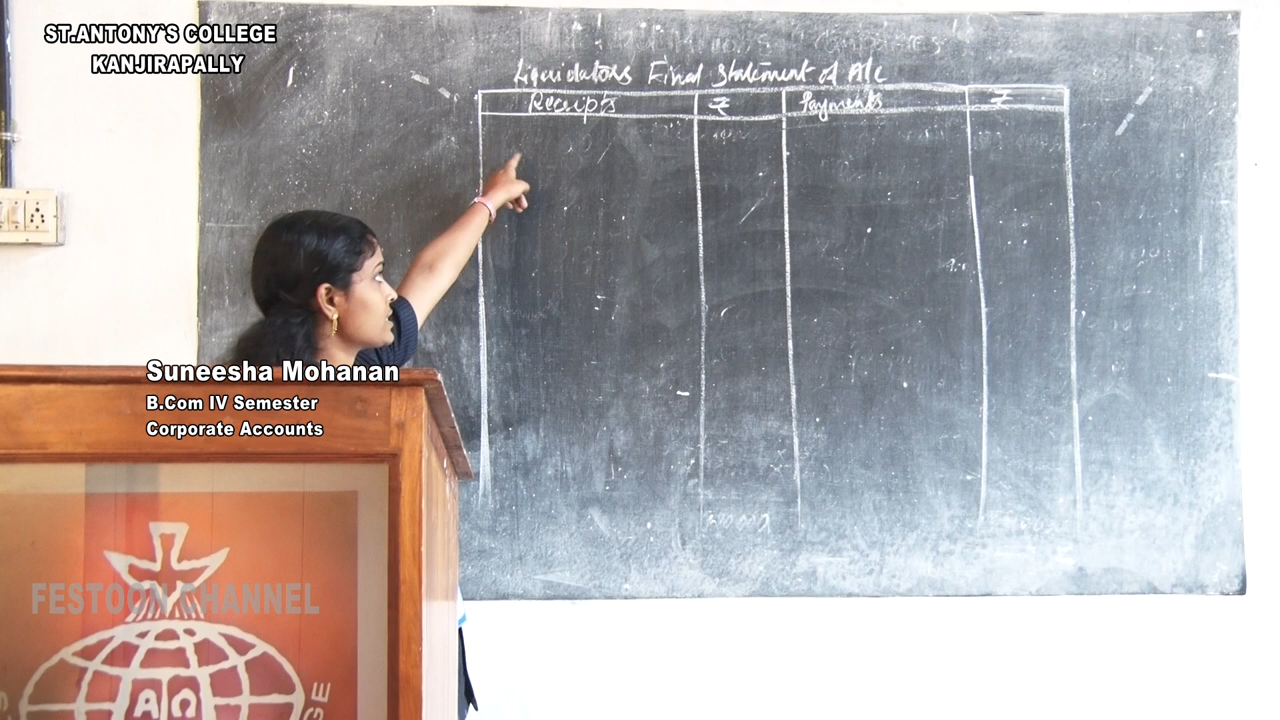 ST.ANTONY`S COLLEGE
KANJIRAPALLY
Liquidators Final Statement of A/c
Receipts ₹ Payments ₹
Suneesha Mohanan
B.Com IV Semester
Corporate Accounts
FESTOON CHANNEL
ΑΩ